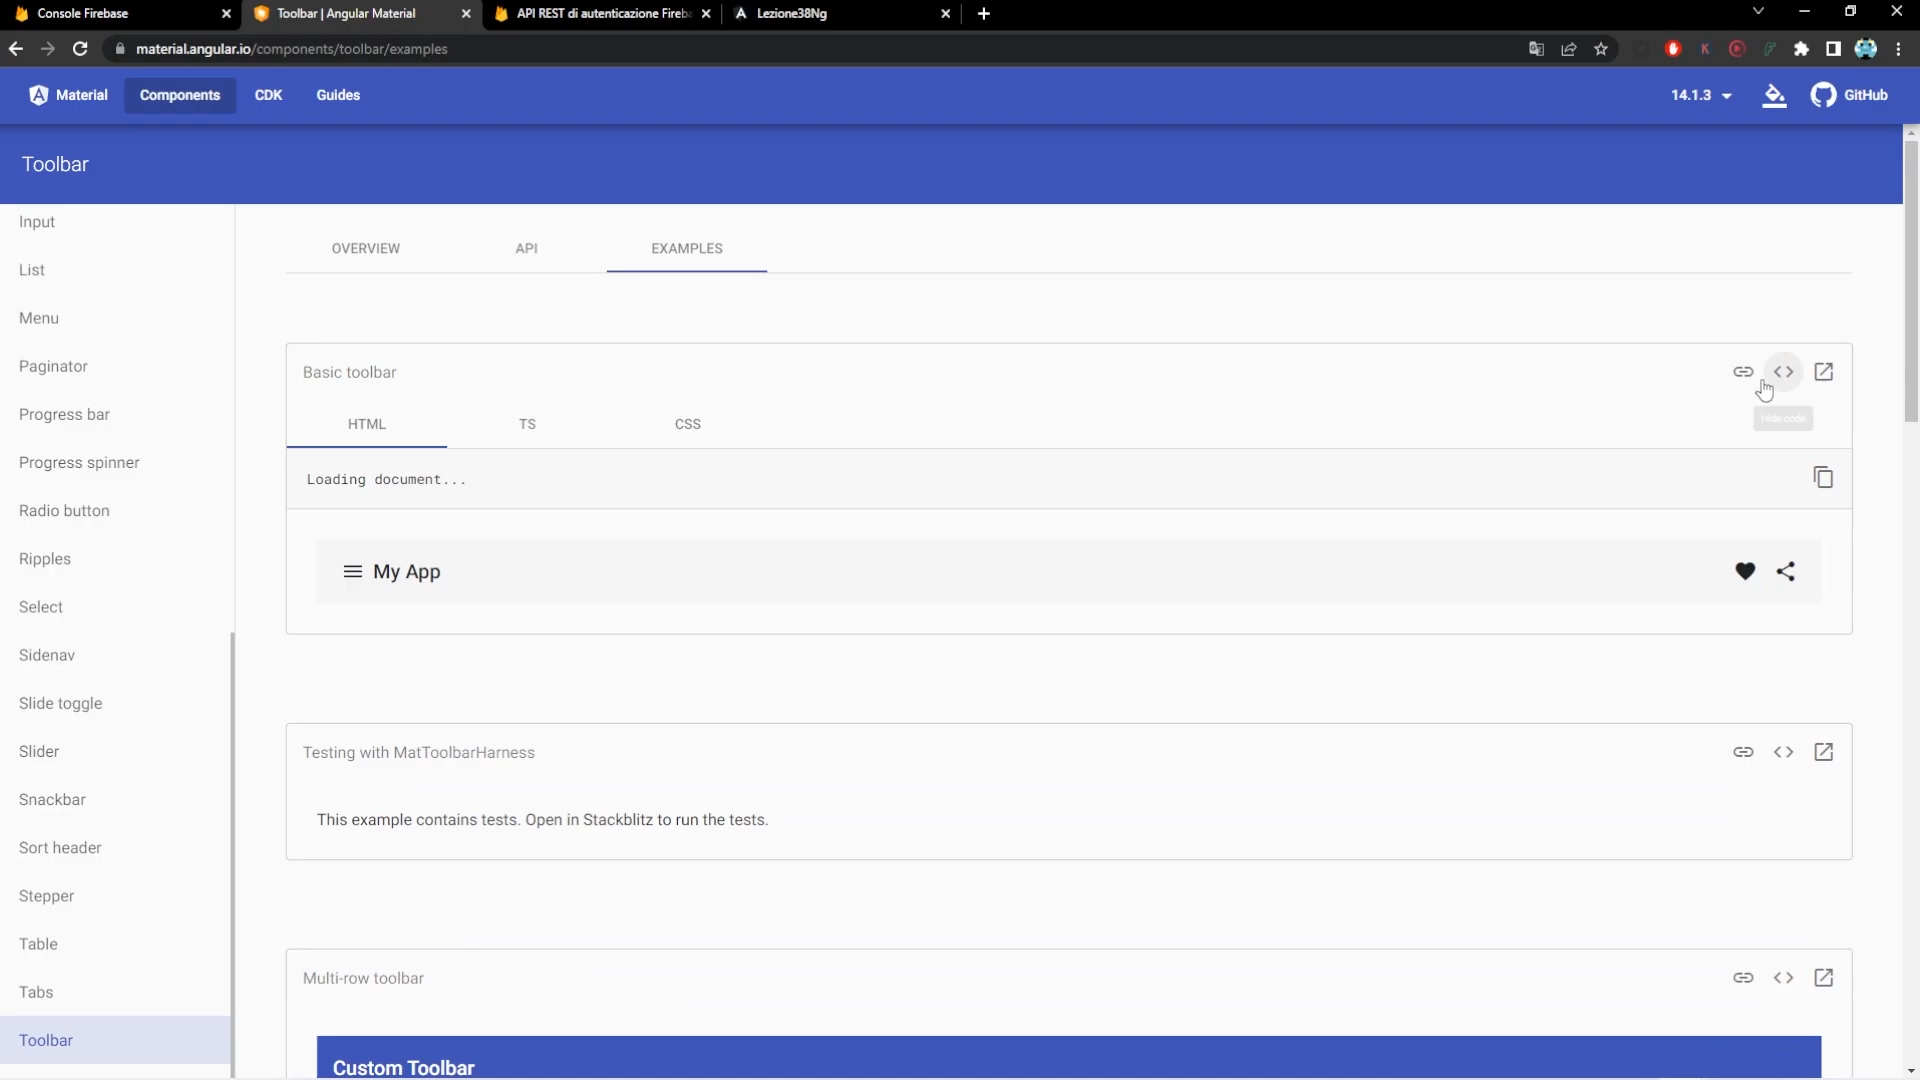 Console Firebase
Toolbar | Angular Material
API REST di autenticazione Fireba
Lezione38Ng
material.angular.io/components/toolbar/examples
Material
Components
CDK
Guides
14.1.3
GitHub
Toolbar
Input
List
Menu
Paginator
Progress bar
Progress spinner
Radio button
Ripples
Select
Sidenav
Slide toggle
Slider
Snackbar
Sort header
Stepper
Table
Tabs
Toolbar
OVERVIEW
API
EXAMPLES
Basic toolbar
Hide code
HTML
TS
CSS
Loading document...
My App
Testing with MatToolbarHarness
This example contains tests. Open in Stackblitz to run the tests.
Multi-row toolbar
Custom Toolbar